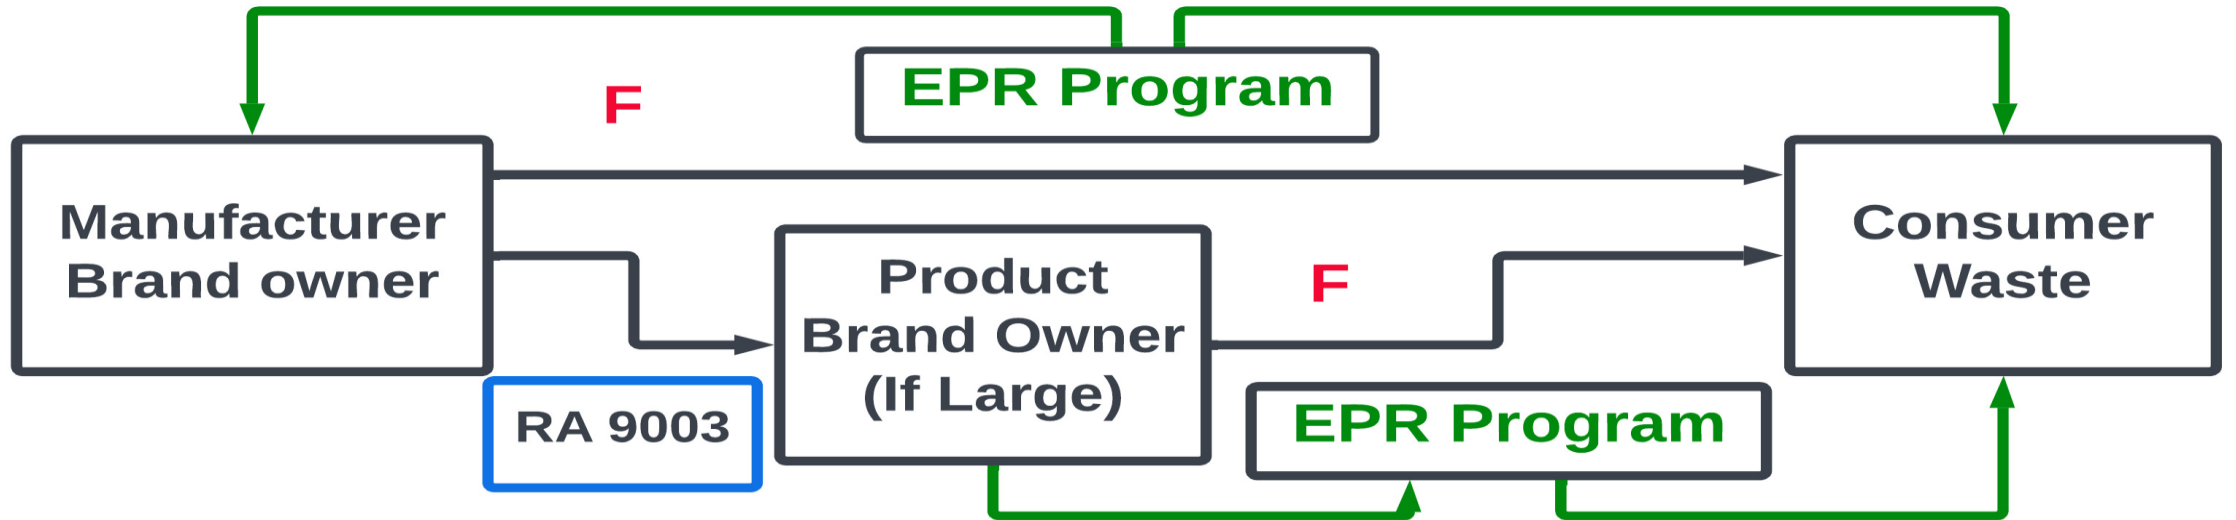 EPR Program
F
Manufacturer
Brand owner
Consumer
Waste
Product
Brand Owner
(If Large)
F
RA 9003
EPR Program